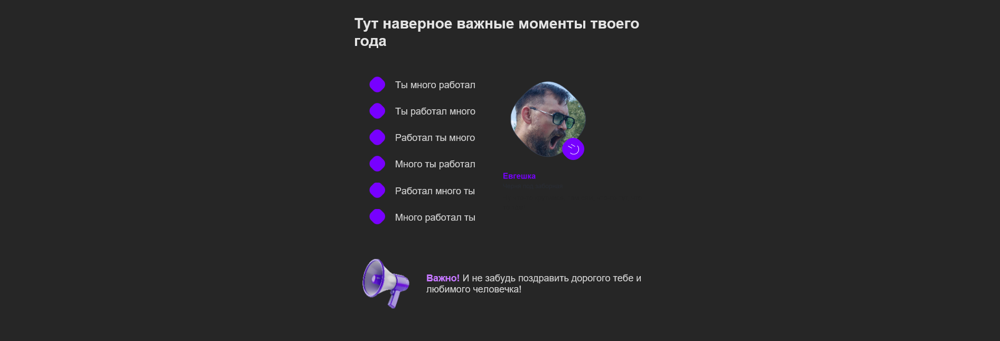 Тут наверное важные моменты твоего
года
Ты много работал
Ты работал много
Работал ты много
Много ты работал
Работал много ты
Много работал ты
Евгешка
Важно! И не забудь поздравить дорогого тебе и
любимого человечка!